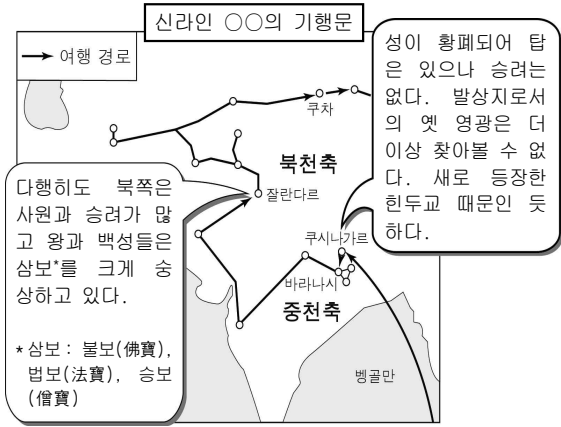 신라인 ○○의 기행문
여행 경로
성이 황폐되어 탑
은 있으나 승려는
없다. 발상지로서
의 옛 영광은 더
이상 찾아볼 수 없
다. 새로 등장한
힌두교 때문인 듯
하다.
쿠차
북천축
잘란다르
다행히도 북쪽은
사원과 승려가 많
고 왕과 백성들은
삼보*를 크게 숭
상하고 있다.
* 삼보 : 불보(佛寶),
법보(法寶), 승보
(僧寶)
쿠시나가르
바라나시
중천축
벵골만